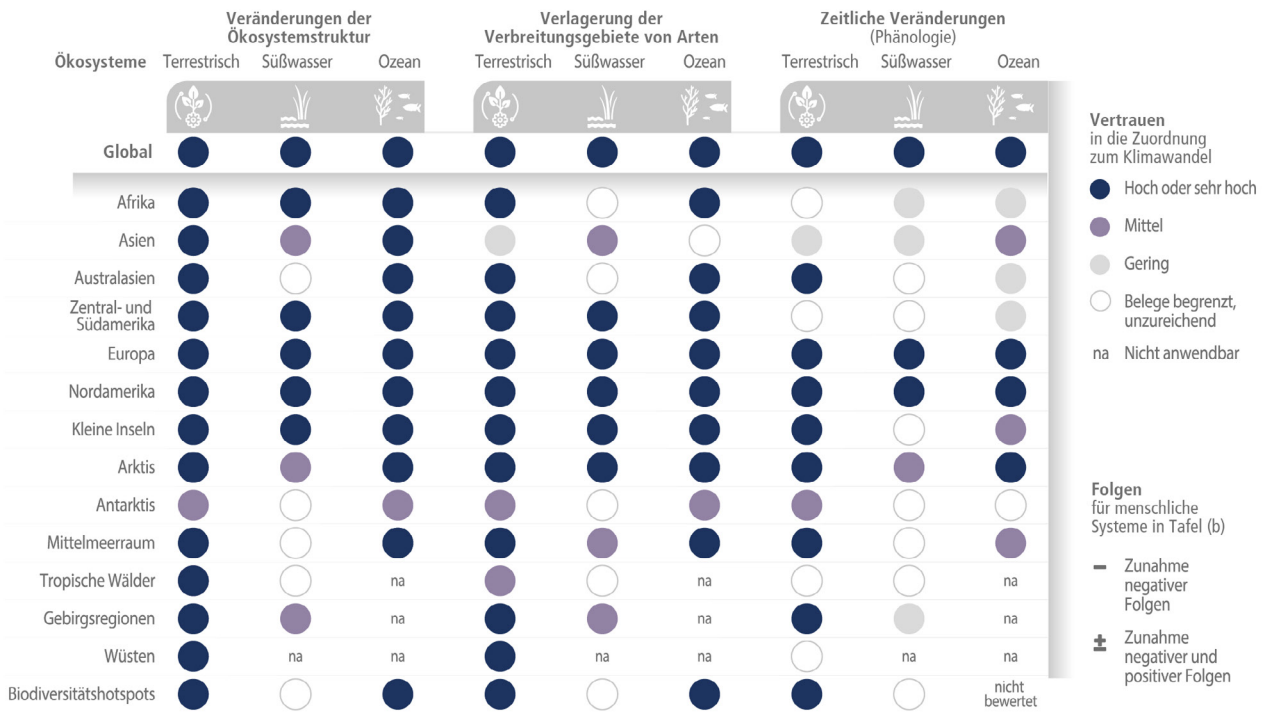 Veränderungen der
Ökosystemstruktur
Verlagerung der
Verbreitungsgebiete von Arten
Zeitliche Veränderungen
(Phänologie)
Ökosysteme Terrestrisch Süßwasser Ozean Terrestrisch Süßwasser Ozean Terrestrisch Süßwasser Ozean
Global
Afrika
Asien
Australasien
Zentral- und
Südamerika
Europa
Nordamerika
Kleine Inseln
Arktis
Antarktis
Mittelmeerraum
Tropische Wälder na na na
Gebirgsregionen na na na
Wüsten na na na na na na
Biodiversitätshotspots nicht
bewertet
Vertrauen
in die Zuordnung
zum Klimawandel
Hoch oder sehr hoch
Mittel
Gering
Belege begrenzt,
unzureichend
na Nicht anwendbar
Folgen
für menschliche
Systeme in Tafel (b)
− Zunahme
negativer
Folgen
± Zunahme
negativer und
positiver Folgen